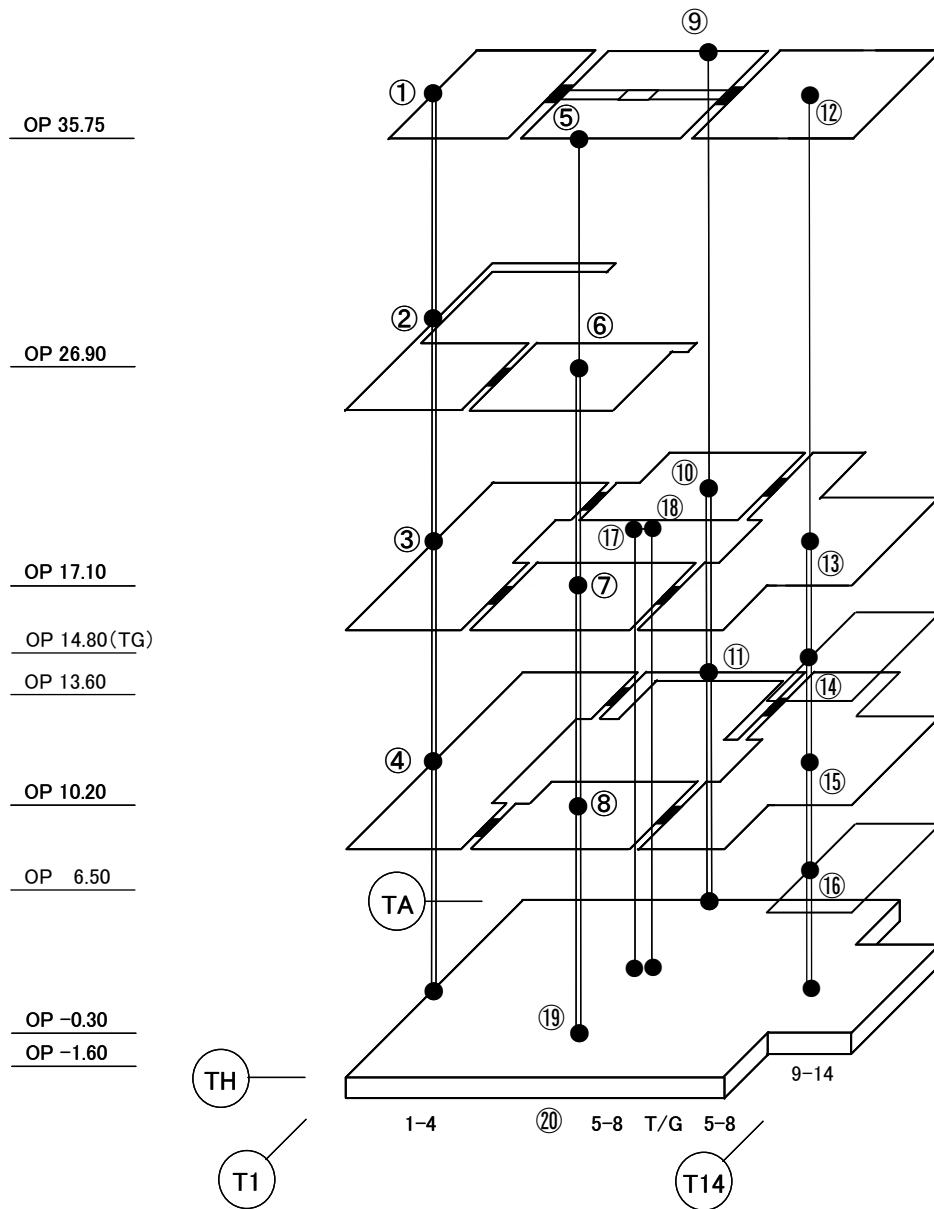 ⑨
①
⑤
⑫
OP 35.75
②
⑥
OP 26.90
⑩
⑰ ⑱
③
⑬
OP 17.10
⑦
OP 14.80(TG)
⑪
OP 13.60
⑭
④
⑮
OP 10.20
⑧
OP 6.50
⑯
TA
OP -0.30
⑲
OP -1.60
TH
9-14
1-4 ⑳ 5-8 T/G 5-8
T1
T14